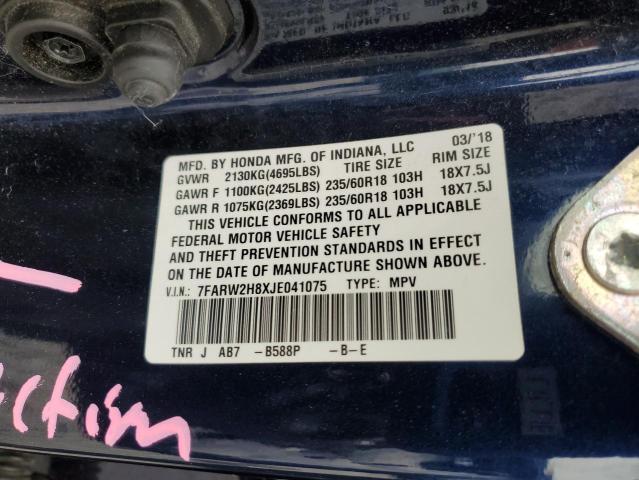 MFD. BY HONDA MFG. OF INDIANA, LLC 03/'18
GVWR 2130KG(4695LBS) TIRE SIZE RIM SIZE
GAWR F 1100KG(2425LBS) 235/60R18 103H 18X7.5J
GAWR R 1075KG(2369LBS) 235/60R18 103H 18X7.5J
THIS VEHICLE CONFORMS TO ALL APPLICABLE
FEDERAL MOTOR VEHICLE SAFETY
AND THEFT PREVENTION STANDARDS IN EFFECT
ON THE DATE OF MANUFACTURE SHOWN ABOVE.
V.I.N.: 7FARW2H8XJE041075 TYPE: MPV
TNR J AB7 -B588P -B-E
ction